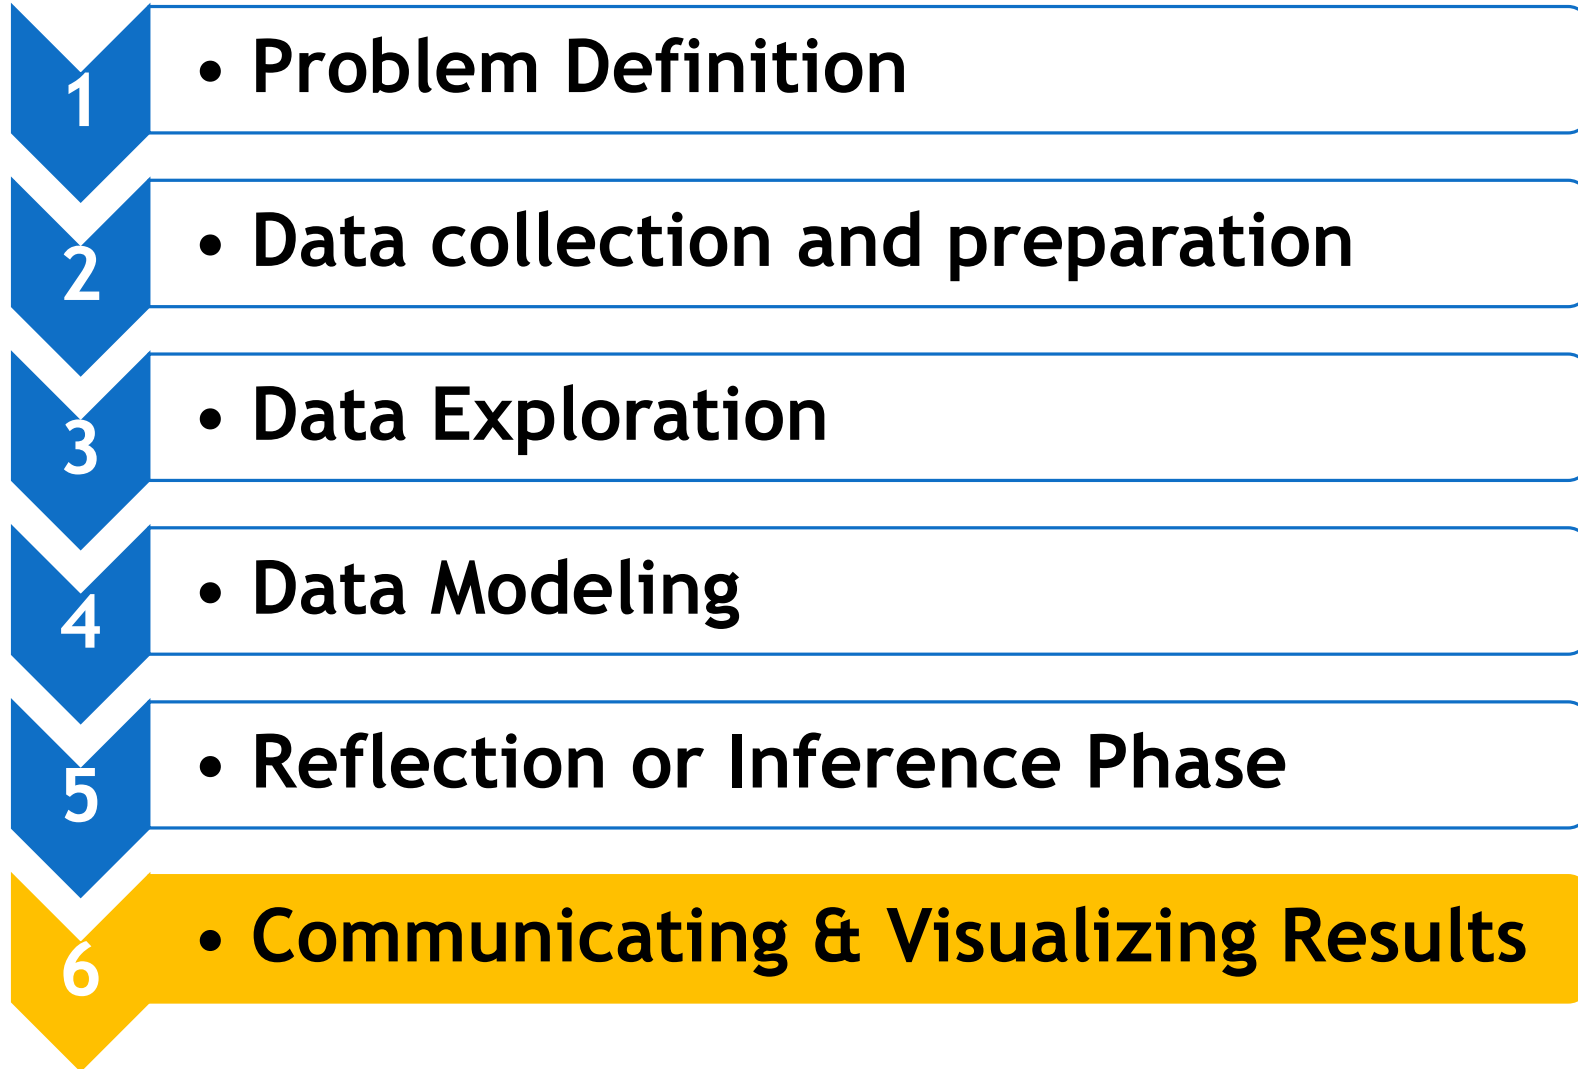 1 • Problem Definition
2 • Data collection and preparation
3 • Data Exploration
4 • Data Modeling
5 • Reflection or Inference Phase
6 • Communicating & Visualizing Results